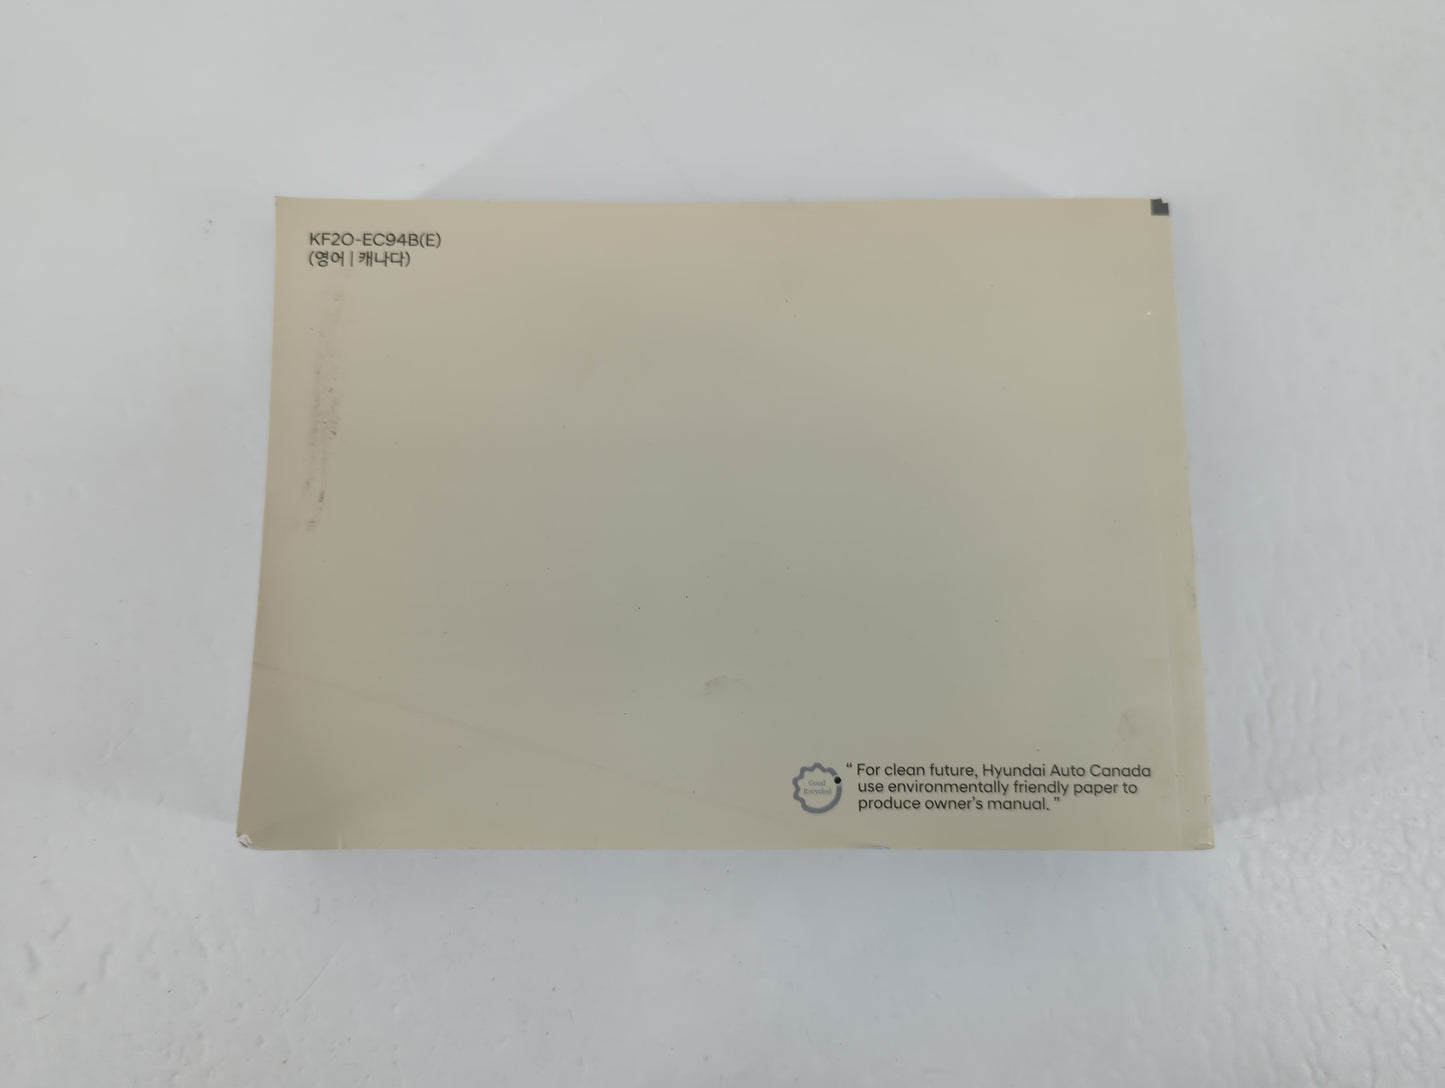 KF2O-EC94B(E)
(영어 | 캐나다)
Good
Recycled
“ For clean future, Hyundai Auto Canada
use environmentally friendly paper to
produce owner's manual. ”